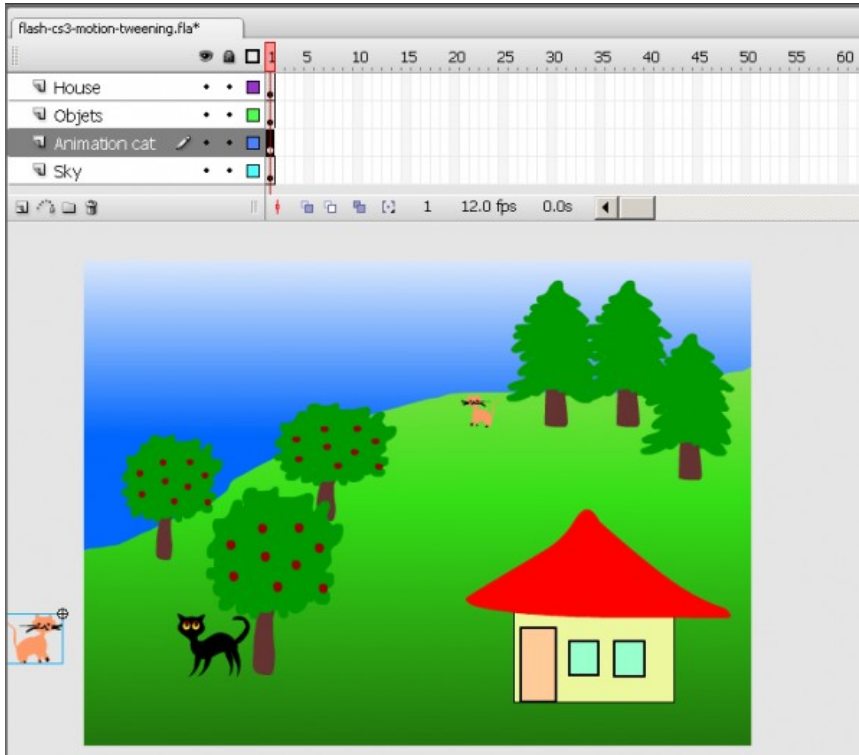 flash-cs3-motion-tweening.fla*
1 5 10 15 20 25 30 35 40 45 50 55 60
House
Objets
Animation cat
Sky
1 12.0 fps 0.0s